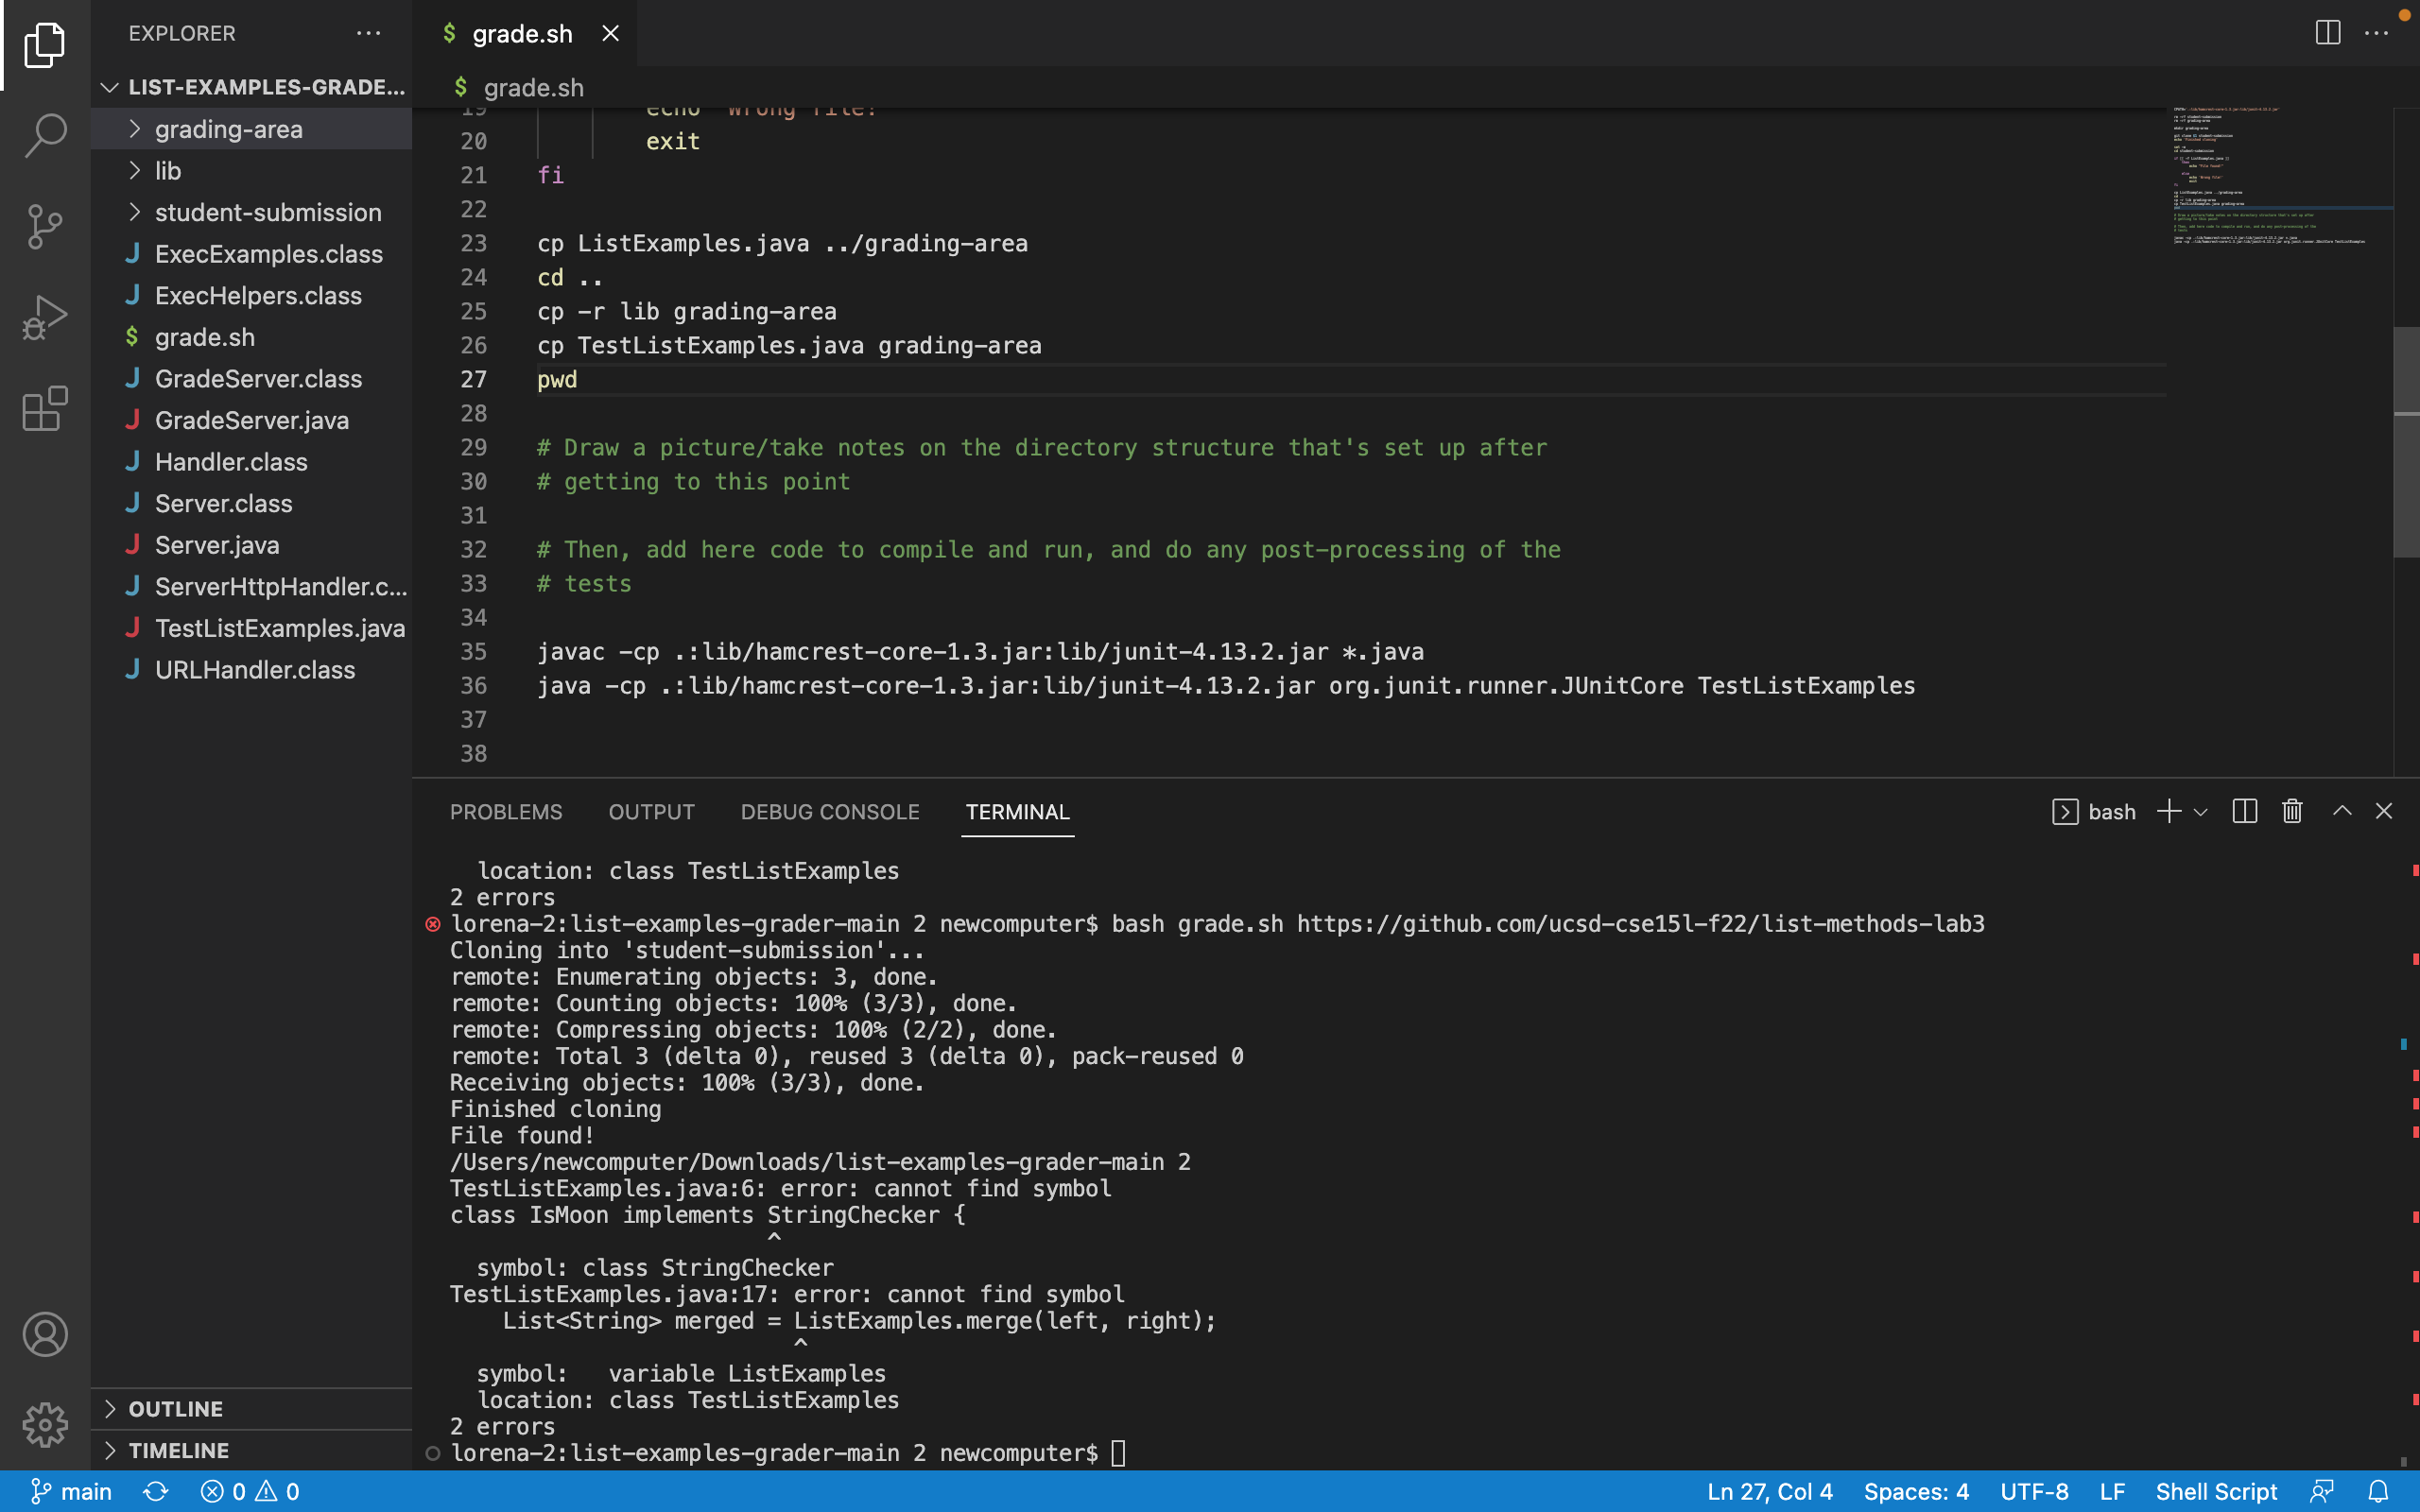 EXPLORER
LIST-EXAMPLES-GRADE...
grading-area
lib
student-submission
ExecExamples.class
ExecHelpers.class
grade.sh
GradeServer.class
GradeServer.java
Handler.class
Server.class
Server.java
ServerHttpHandler.c...
TestListExamples.java
URLHandler.class
OUTLINE
TIMELINE
$ grade.sh
$ grade.sh
19 echo "Wrong file!"
20 exit
21 fi
22
23 cp ListExamples.java ../grading-area
24 cd ..
25 cp -r lib grading-area
26 cp TestListExamples.java grading-area
27 pwd
28
29 # Draw a picture/take notes on the directory structure that's set up after
30 # getting to this point
31
32 # Then, add here code to compile and run, and do any post-processing of the
33 # tests
34
35 javac -cp .:lib/hamcrest-core-1.3.jar:lib/junit-4.13.2.jar *.java
36 java -cp .:lib/hamcrest-core-1.3.jar:lib/junit-4.13.2.jar org.junit.runner.JUnitCore TestListExamples
37
38
PROBLEMS OUTPUT DEBUG CONSOLE TERMINAL bash
location: class TestListExamples
2 errors
lorena-2:list-examples-grader-main 2 newcomputer$ bash grade.sh https://github.com/ucsd-cse15l-f22/list-methods-lab3
Cloning into 'student-submission'...
remote: Enumerating objects: 3, done.
remote: Counting objects: 100% (3/3), done.
remote: Compressing objects: 100% (2/2), done.
remote: Total 3 (delta 0), reused 3 (delta 0), pack-reused 0
Receiving objects: 100% (3/3), done.
Finished cloning
File found!
/Users/newcomputer/Downloads/list-examples-grader-main 2
TestListExamples.java:6: error: cannot find symbol
class IsMoon implements StringChecker {
^
symbol: class StringChecker
TestListExamples.java:17: error: cannot find symbol
List<String> merged = ListExamples.merge(left, right);
^
symbol:   variable ListExamples
location: class TestListExamples
2 errors
lorena-2:list-examples-grader-main 2 newcomputer$
main 0 0 Ln 27, Col 4 Spaces: 4 UTF-8 LF Shell Script